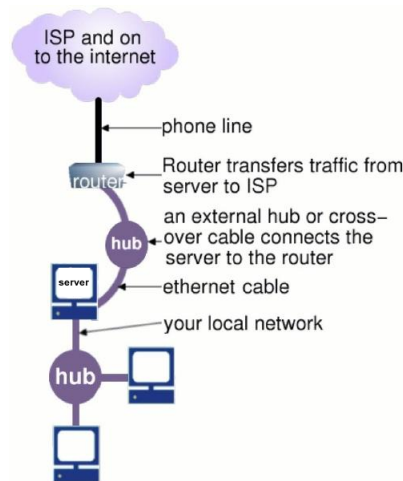 ISP and on
to the internet
phone line
router
Router transfers traffic from
server to ISP
hub
an external hub or cross-
over cable connects the
server to the router
server
ethernet cable
your local network
hub